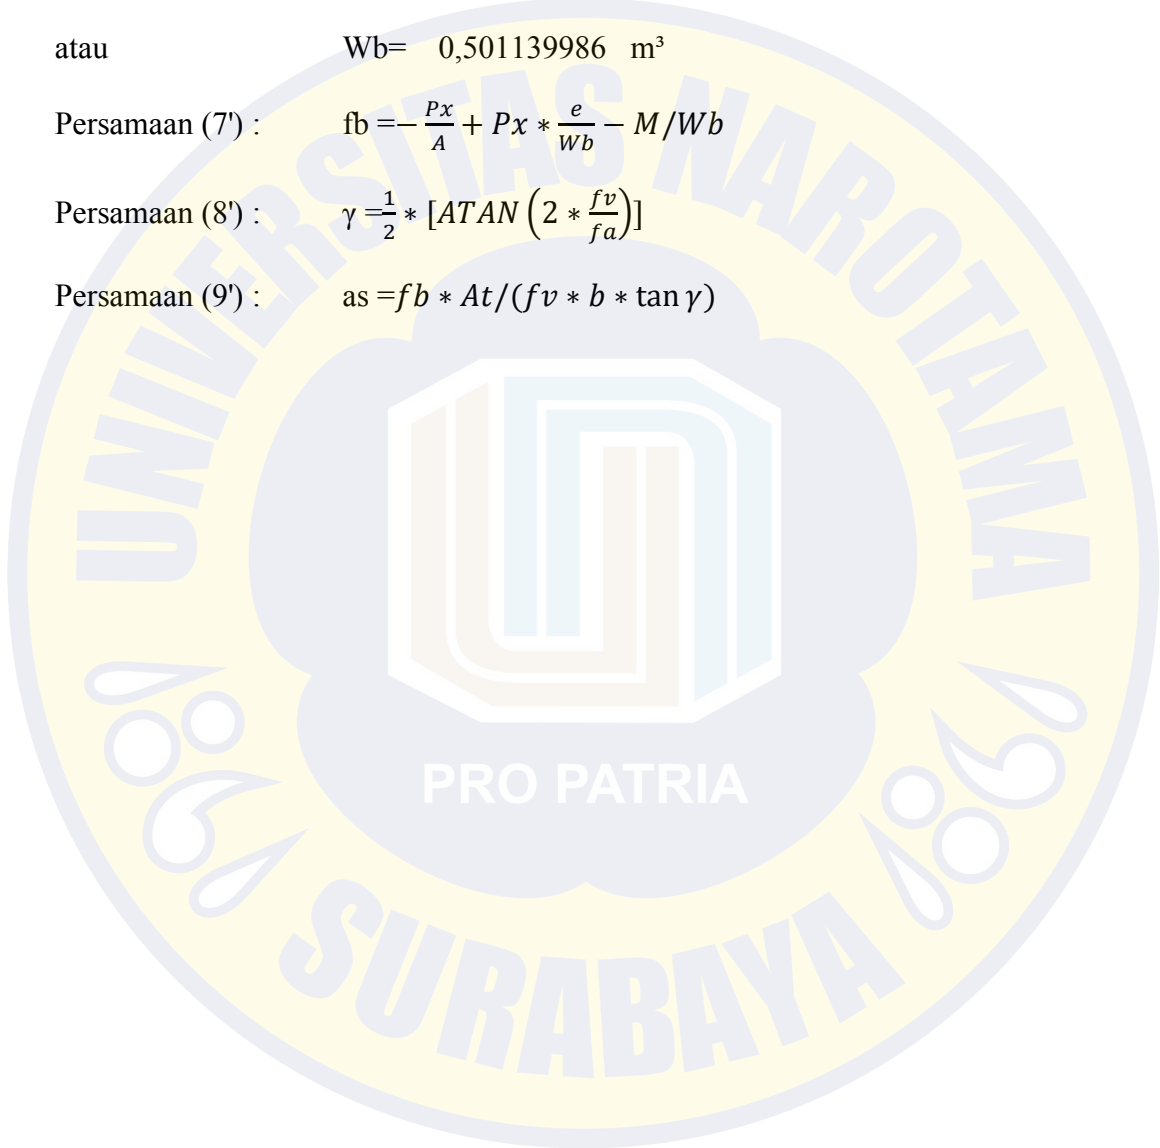 atau Wb= 0,501139986 m³
Persamaan (7') : fb =− Px/A + Px ∗ e/Wb − M/Wb
Persamaan (8') : γ =1/2 ∗ [ATAN (2 ∗ fv/fa)]
Persamaan (9') : as =fb ∗ At/(fv ∗ b ∗ tan γ)
UNIVERSITAS NAROTAMA
PRO PATRIA
SURABAYA